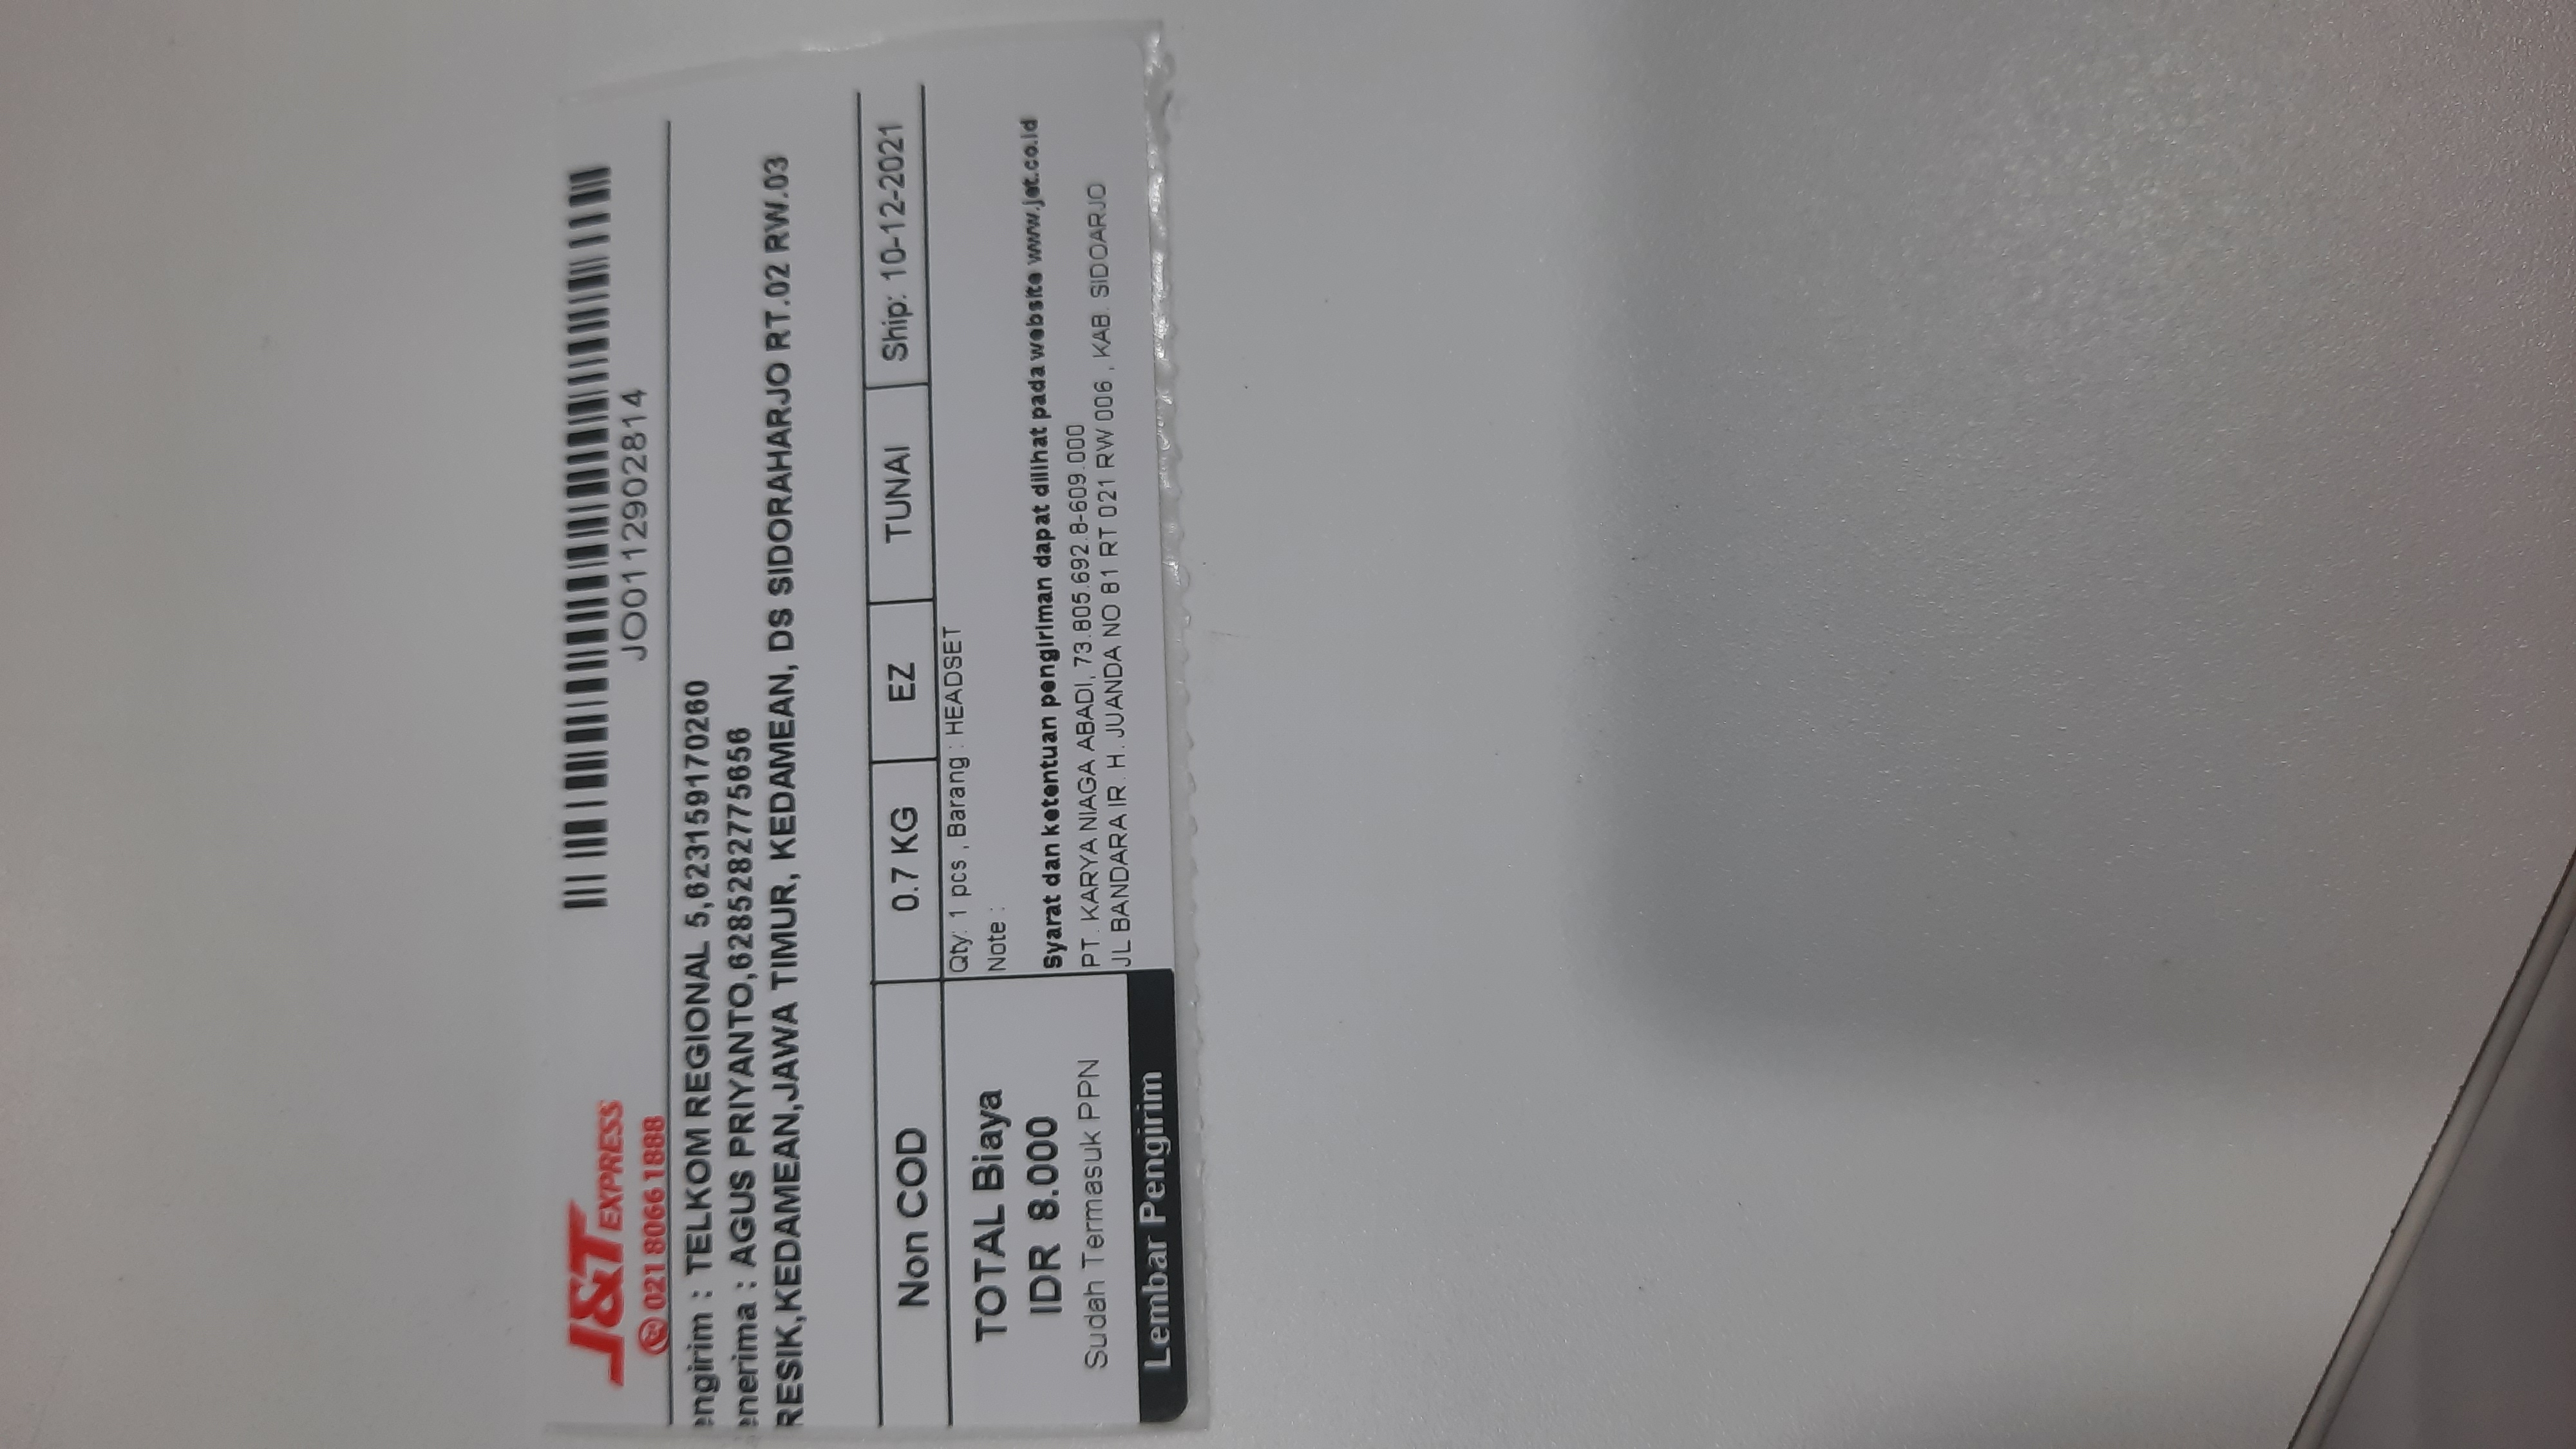 J&T EXPRESS
021 8066 1888
JO0112902814
engirim : TELKOM REGIONAL 5,623159170260
enerima : AGUS PRIYANTO,6285282775656
RESIK,KEDAMEAN,JAWA TIMUR, KEDAMEAN, DS SIDORAHARJO RT.02 RW.03
Non COD 0.7 KG EZ TUNAI Ship: 10-12-2021
TOTAL Biaya
IDR 8.000
Sudah Termasuk PPN
Lembar Pengirim
Qty: 1 pcs , Barang : HEADSET
Note :
Syarat dan ketentuan pengiriman dapat dilihat pada website www.jet.co.id
PT. KARYA NIAGA ABADI, 73.805.692.8-609.000
JL BANDARA IR. H. JUANDA NO 81 RT 021 RW 006 , KAB. SIDOARJO